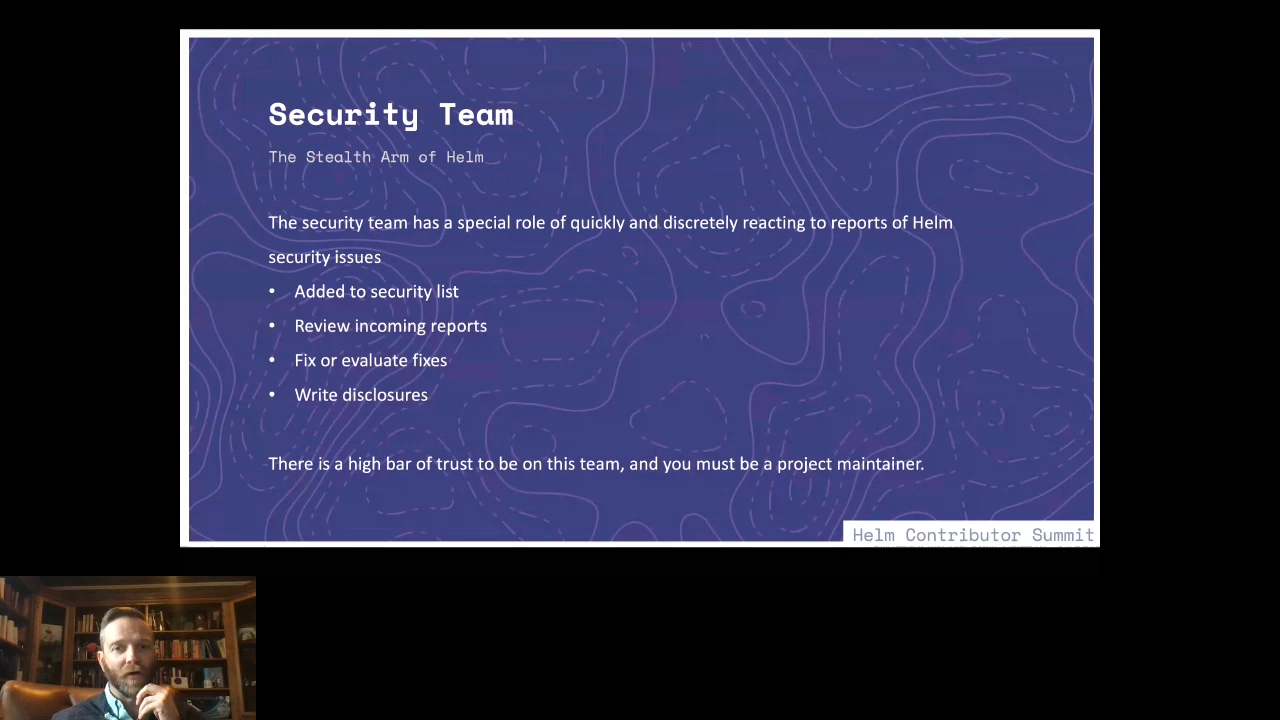 Security Team
The Stealth Arm of Helm
The security team has a special role of quickly and discretely reacting to reports of Helm
security issues
• Added to security list
• Review incoming reports
• Fix or evaluate fixes
• Write disclosures
There is a high bar of trust to be on this team, and you must be a project maintainer.
Helm Contributor Summit